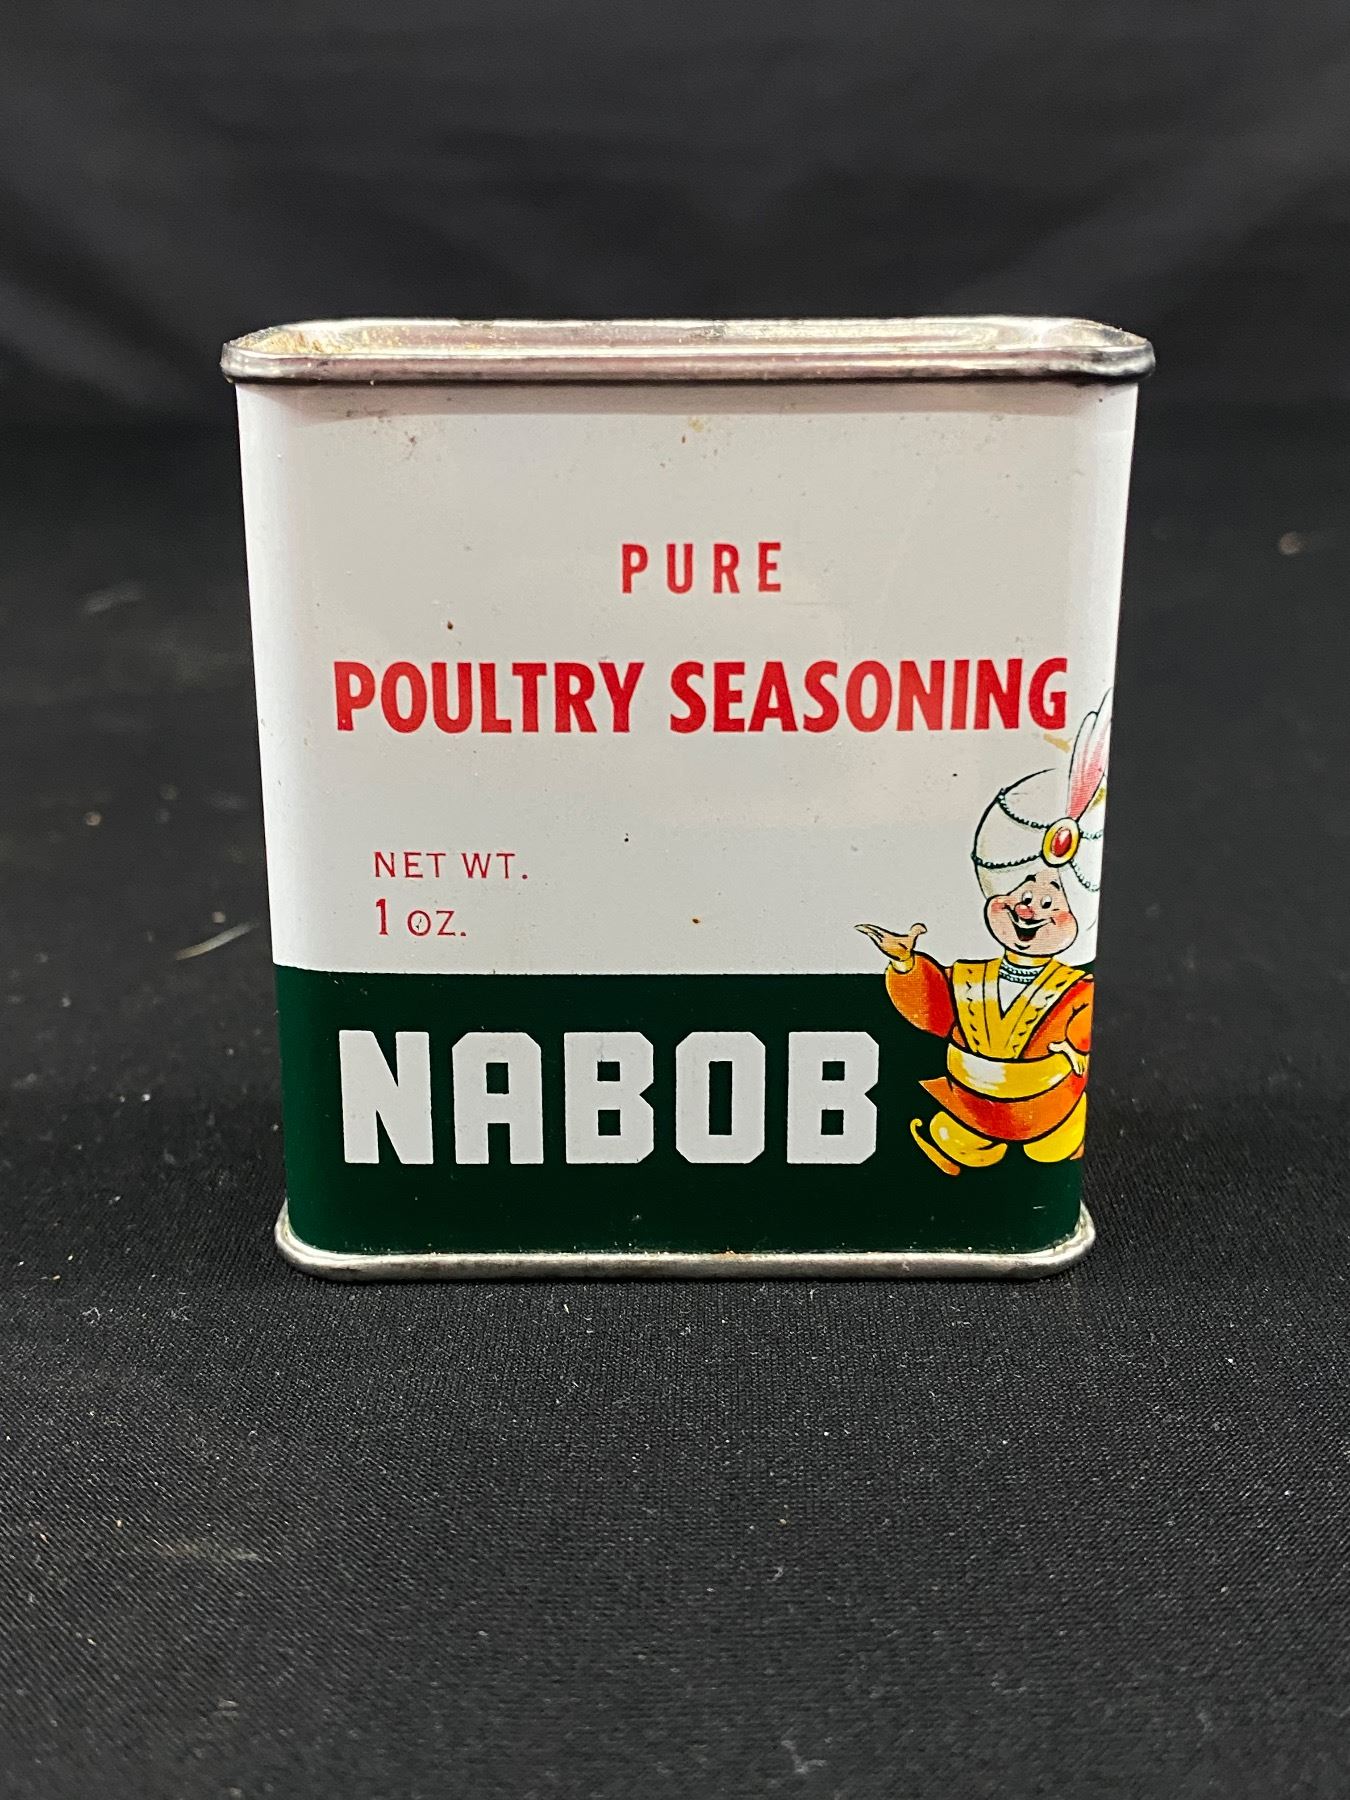 PURE
POULTRY SEASONING
NET WT.
1 OZ.
NABOB